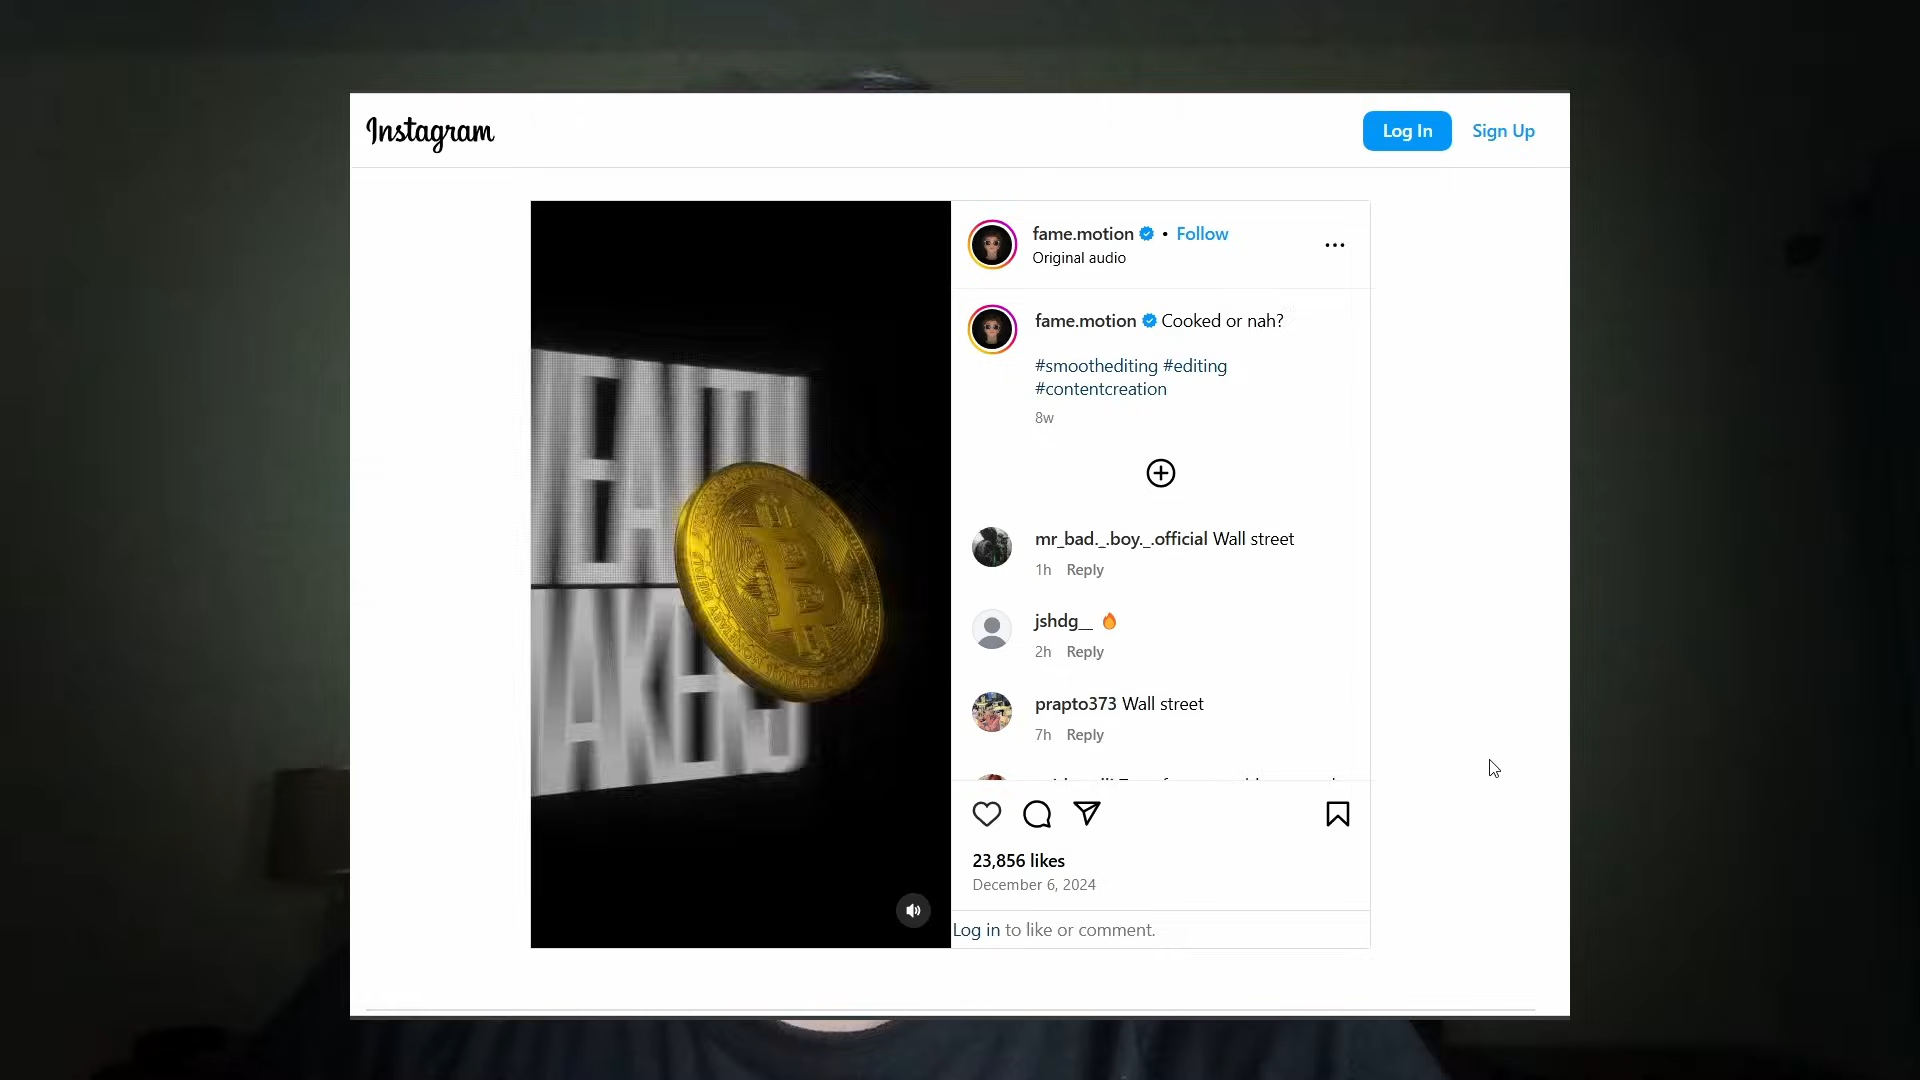 Instagram
Log In
Sign Up
fame.motion • Follow
Original audio
fame.motion Cooked or nah?
#smoothediting #editing
#contentcreation
8w
mr_bad._.boy._.official Wall street
1h Reply
jshdg__ 🔥
2h Reply
prapto373 Wall street
7h Reply
23,856 likes
December 6, 2024
Log in to like or comment.